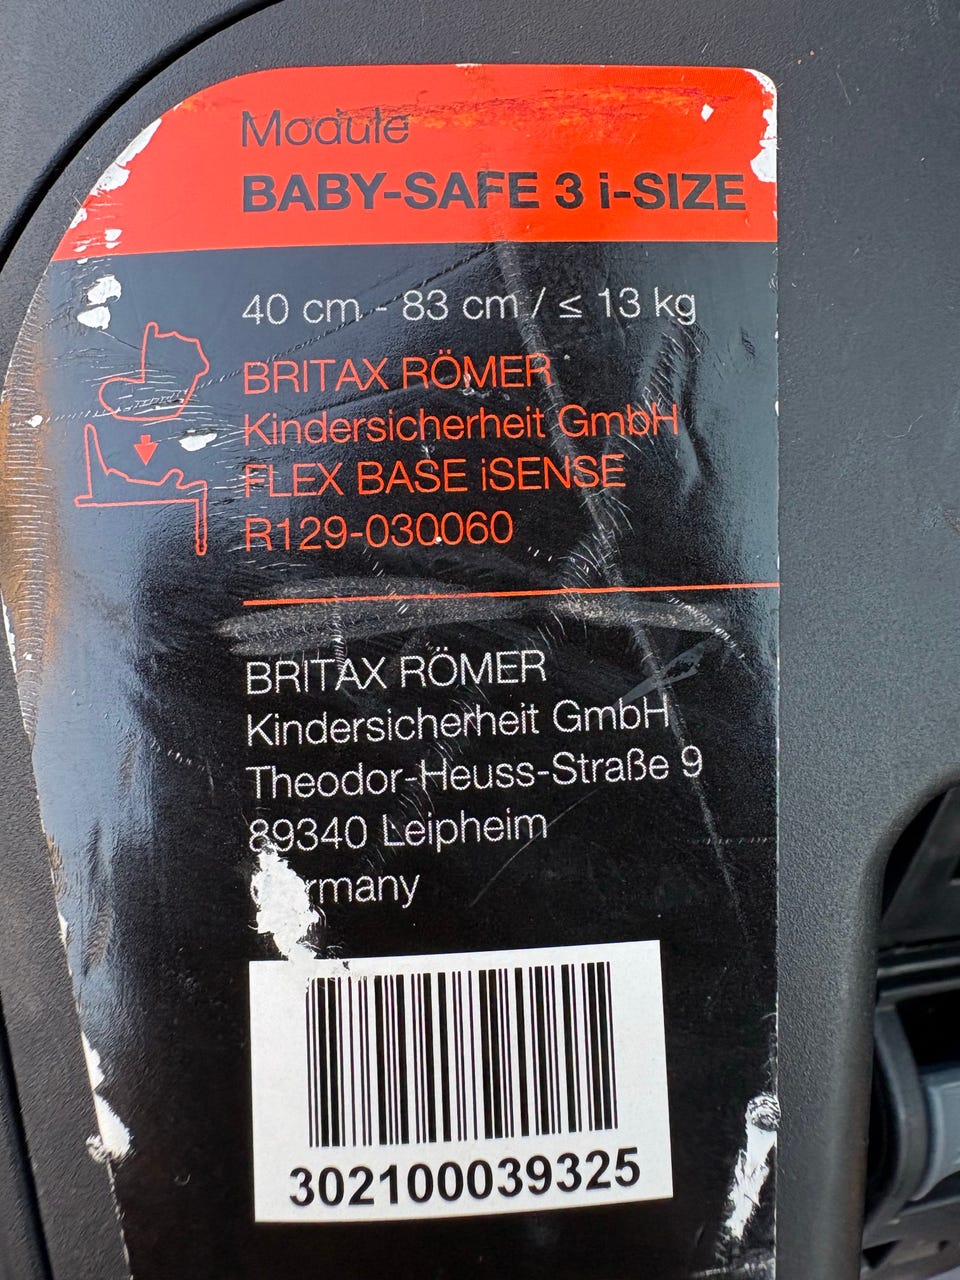 Module
BABY-SAFE 3 i-SIZE
40 cm - 83 cm / ≤ 13 kg
BRITAX RÖMER
Kindersicherheit GmbH
FLEX BASE iSENSE
R129-030060
BRITAX RÖMER
Kindersicherheit GmbH
Theodor-Heuss-Straße 9
89340 Leipheim
302100039325